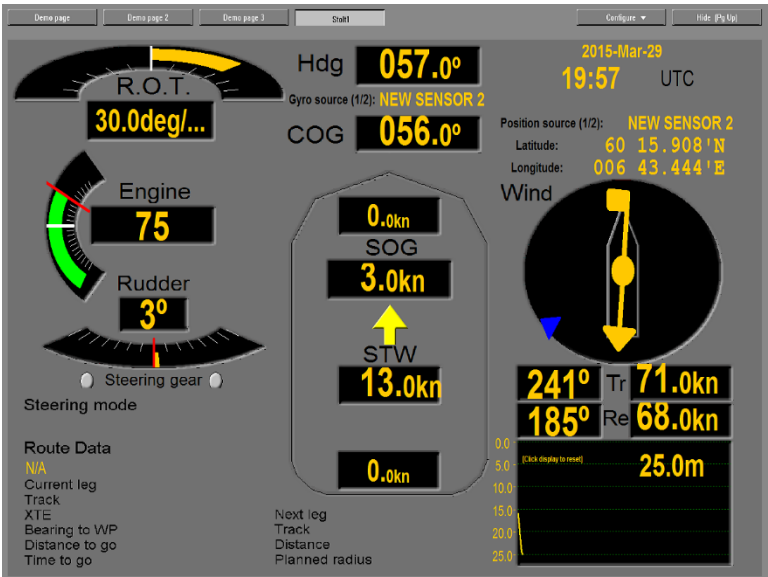 Demo page
Demo page 2
Demo page 3
Stolt1
Configure
Hide (Pg Up)
R.O.T.
30.0deg/...
Engine
75
Rudder
3º
Steering gear
Steering mode
Route Data
N/A
Current leg
Track
XTE
Bearing to WP
Distance to go
Time to go
Hdg 057.0º
Gyro source (1/2): NEW SENSOR 2
COG 056.0º
0.0kn
SOG
3.0kn
STW
13.0kn
0.0kn
Next leg
Track
Distance
Planned radius
2015-Mar-29
19:57 UTC
Position source (1/2): NEW SENSOR 2
Latitude: 60 15.908'N
Longitude: 006 43.444'E
Wind
241º Tr 71.0kn
185º Re 68.0kn
0.0
5.0
10.0
15.0
20.0
25.0
[Click display to reset]
25.0m